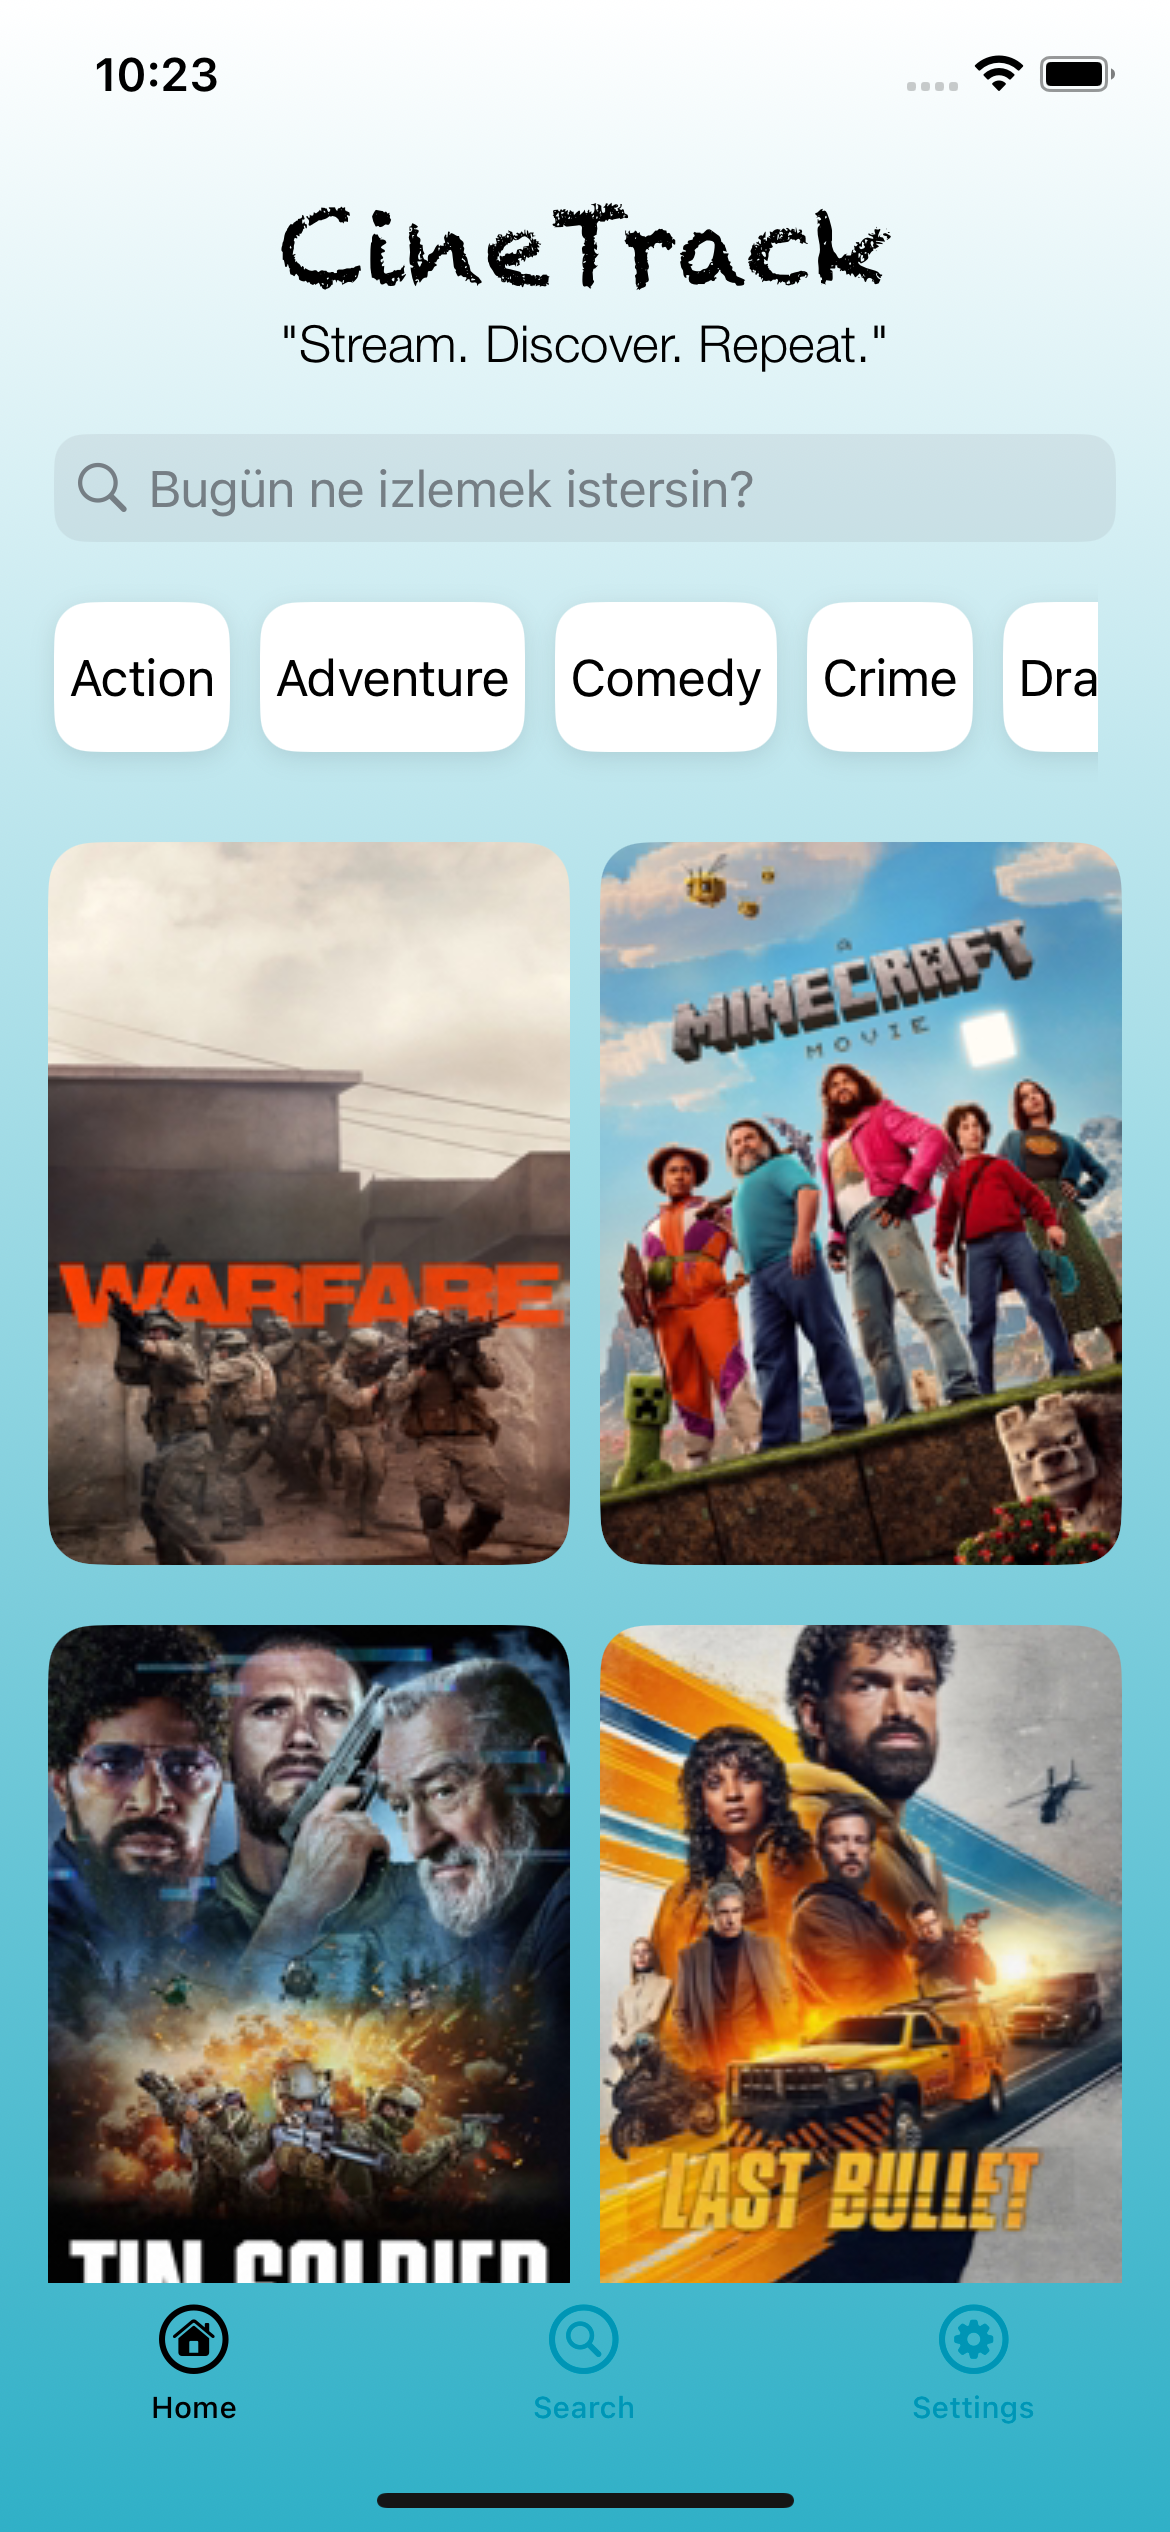 10:23
CineTrack
"Stream. Discover. Repeat."
Bugün ne izlemek istersin?
Action
Adventure
Comedy
Crime
Dra
WARFARE
A
MINECRAFT
MOVIE
TIN SOLDIER
LAST BULLET
Home
Search
Settings